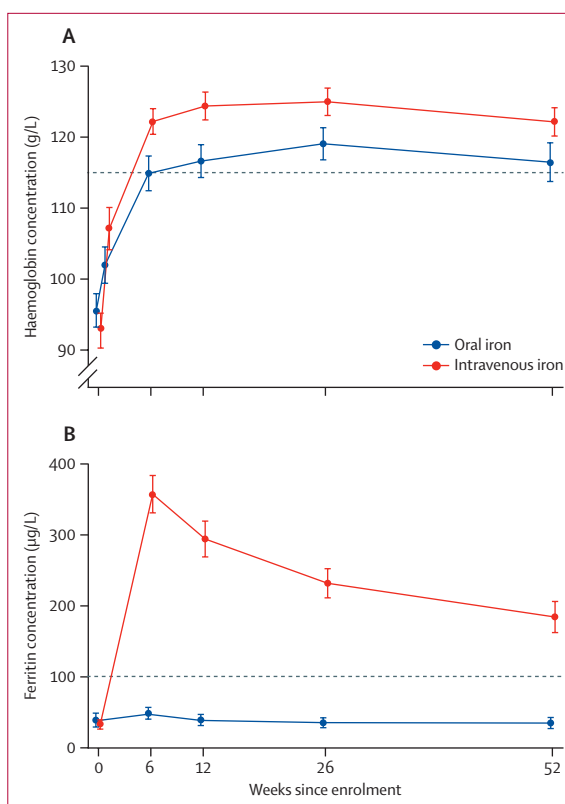 A
130
120
110
100
90
Haemoglobin concentration (g/L)
Oral iron
Intravenous iron
B
400
300
200
100
0
Ferritin concentration (µg/L)
0 6 12 26 52
Weeks since enrolment